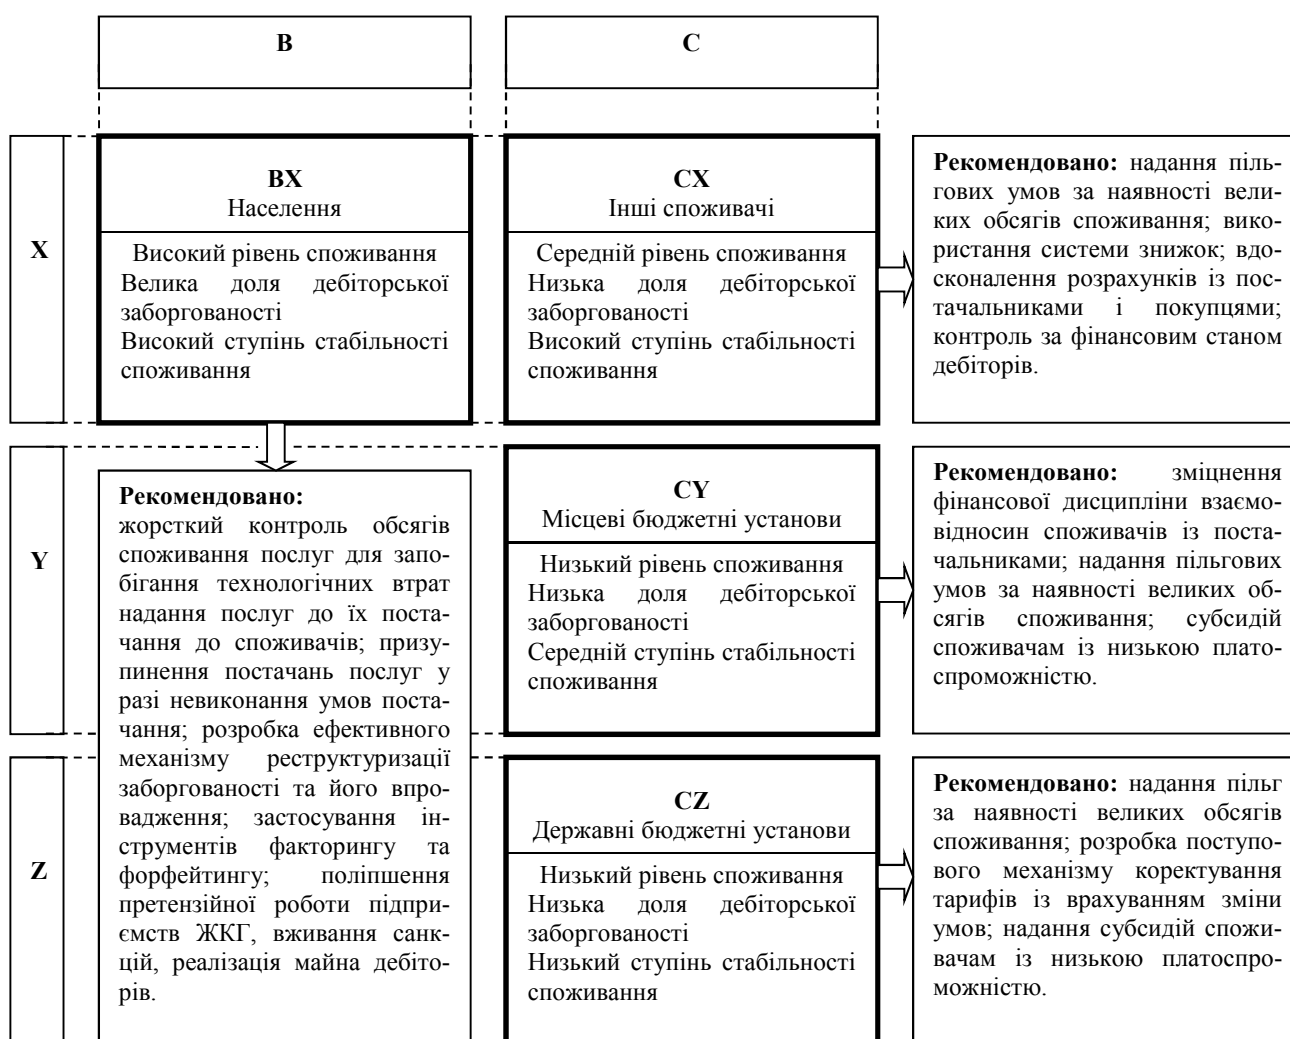 B
C
X
BX
Населення
Високий рівень споживання
Велика доля дебіторської
заборгованості
Високий ступінь стабільності
споживання
CX
Інші споживачі
Середній рівень споживання
Низька доля дебіторської
заборгованості
Високий ступінь стабільності
споживання
Рекомендовано: надання піль-
гових умов за наявності вели-
ких обсягів споживання; вико-
ристання системи знижок; вдо-
сконалення розрахунків із пос-
тачальниками і покупцями;
контроль за фінансовим станом
дебіторів.
Y
Рекомендовано:
жорсткий контроль обсягів
споживання послуг для запо-
бігання технологічних втрат
надання послуг до їх поста-
чання до споживачів; призу-
пинення постачань послуг у
разі невиконання умов поста-
чання; розробка ефективного
механізму реструктуризації
заборгованості та його впро-
вадження; застосування ін-
струментів факторингу та
форфейтингу; поліпшення
претензійної роботи підпри-
ємств ЖКГ, вживання санк-
цій, реалізація майна дебіто-
рів.
CY
Місцеві бюджетні установи
Низький рівень споживання
Низька доля дебіторської
заборгованості
Середній ступінь стабільності
споживання
Рекомендовано: зміцнення
фінансової дисципліни взаємо-
відносин споживачів із поста-
чальниками; надання пільгових
умов за наявності великих об-
сягів споживання; субсидій
споживачам із низькою плато-
спроможністю.
Z
CZ
Державні бюджетні установи
Низький рівень споживання
Низька доля дебіторської
заборгованості
Низький ступінь стабільності
споживання
Рекомендовано: надання пільг
за наявності великих обсягів
споживання; розробка поступо-
вого механізму коректування
тарифів із врахуванням зміни
умов; надання субсидій спожи-
вачам із низькою платоспро-
можністю.